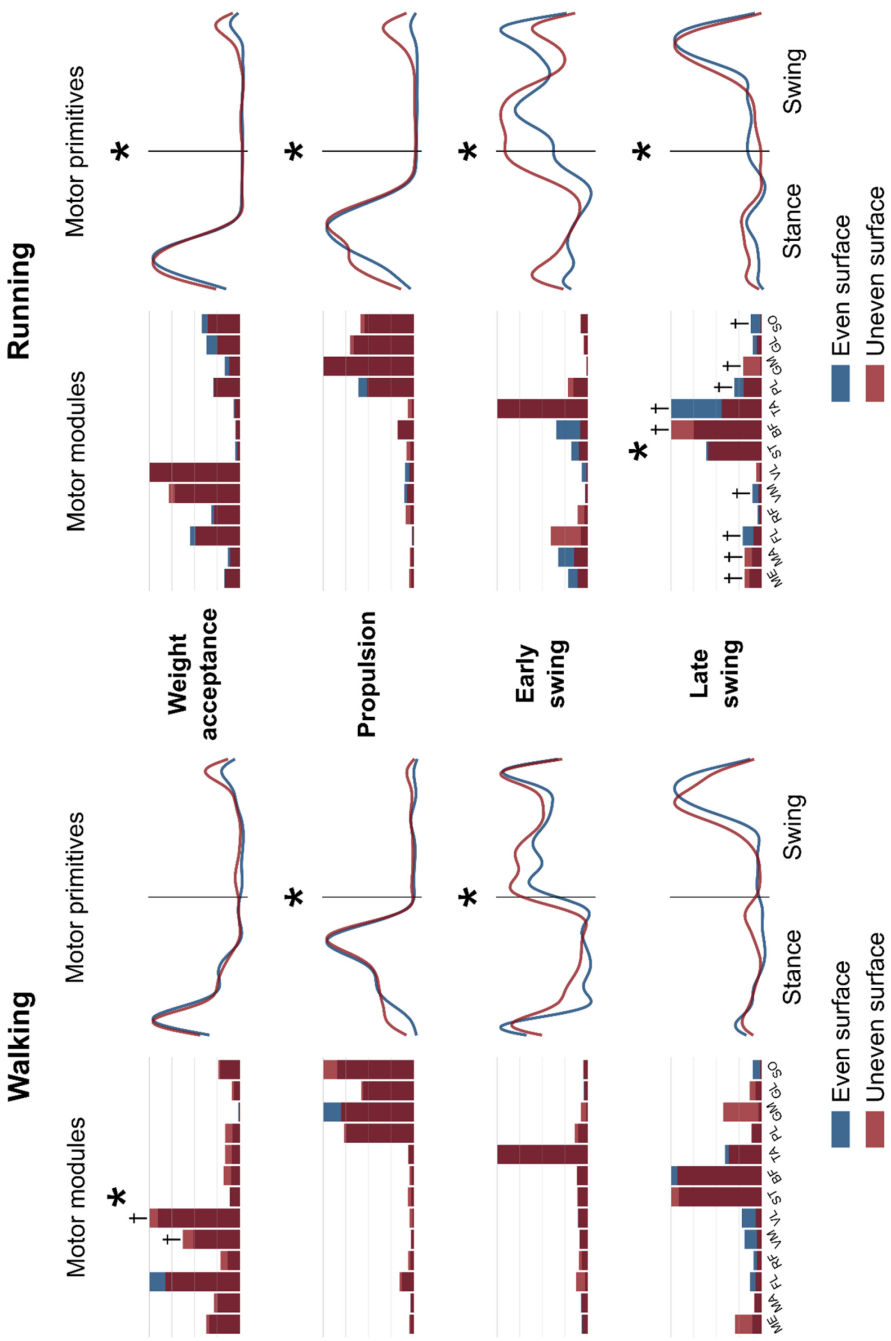 Walking
Running
Motor modules
Motor primitives
Motor modules
Motor primitives
† † *
Weight
acceptance
*
*
Propulsion
*
*
Early
swing
*
Late
swing
† † † † * † † † † †
*
ME MA FL RF VM VL ST BF TA PL GM GL SO
Stance
Swing
ME MA FL RF VM VL ST BF TA PL GM GL SO
Stance
Swing
Even surface
Uneven surface
Even surface
Uneven surface